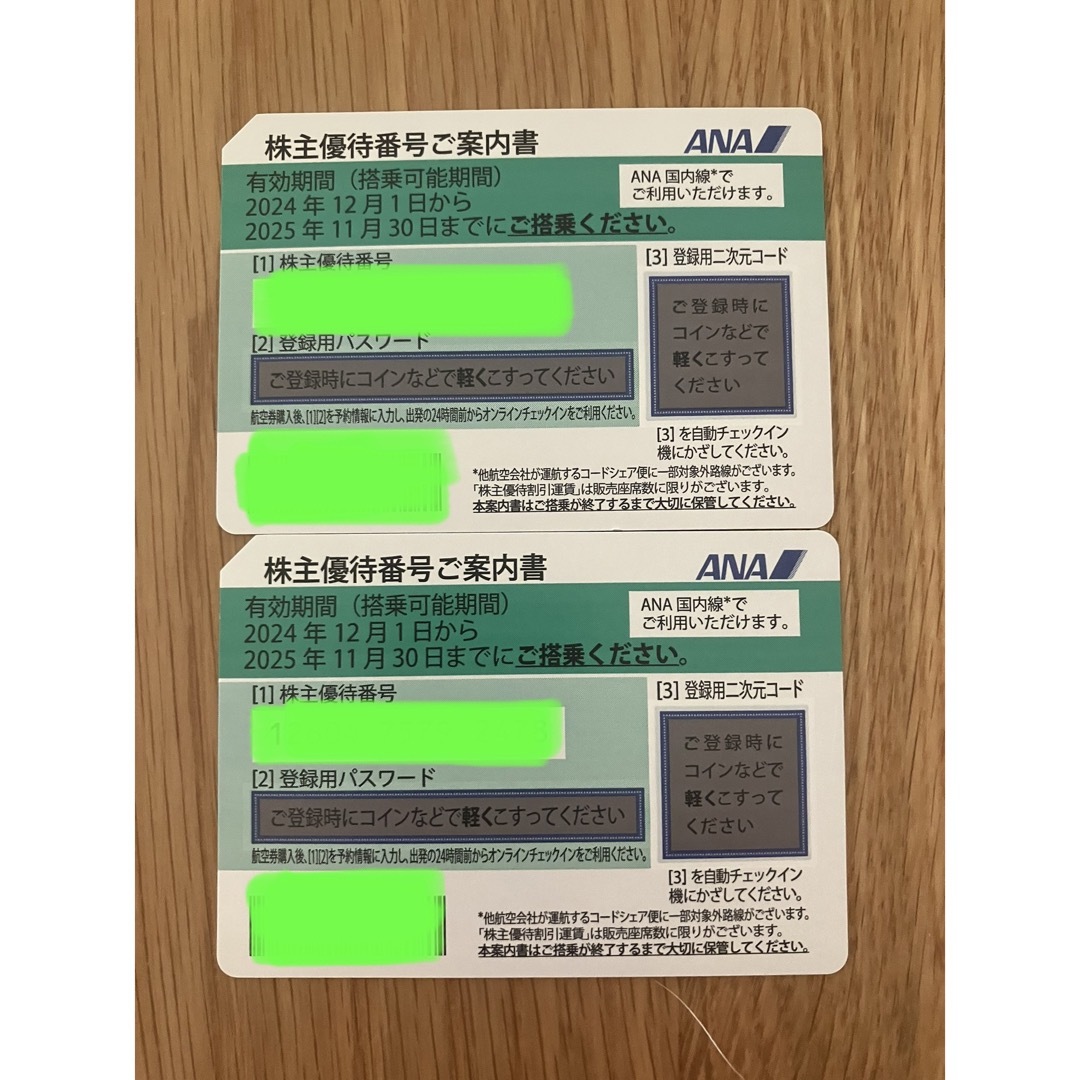 株主優待番号ご案内書
ANA
有効期間（搭乗可能期間）
2024 年 12 月 1 日から
2025 年 11 月 30 日までにご搭乗ください。
ANA 国内線*で
ご利用いただけます。
[1] 株主優待番号
[2] 登録用パスワード
ご登録時にコインなどで軽くこすってください
航空券購入後、[1][2]を予約情報に入力し、出発の24時間前からオンラインチェックインをご利用ください。
[3] 登録用二次元コード
ご登録時に
コインなどで
軽くこすって
ください
[3] を自動チェックイン
機にかざしてください。
*他航空会社が運航するコードシェア便に一部対象外路線がございます。
「株主優待割引運賃」は販売座席数に限りがございます。
本案内書はご搭乗が終了するまで大切に保管してください。
株主優待番号ご案内書
ANA
有効期間（搭乗可能期間）
2024 年 12 月 1 日から
2025 年 11 月 30 日までにご搭乗ください。
ANA 国内線*で
ご利用いただけます。
[1] 株主優待番号
[2] 登録用パスワード
ご登録時にコインなどで軽くこすってください
航空券購入後、[1][2]を予約情報に入力し、出発の24時間前からオンラインチェックインをご利用ください。
[3] 登録用二次元コード
ご登録時に
コインなどで
軽くこすって
ください
[3] を自動チェックイン
機にかざしてください。
*他航空会社が運航するコードシェア便に一部対象外路線がございます。
「株主優待割引運賃」は販売座席数に限りがございます。
本案内書はご搭乗が終了するまで大切に保管してください。